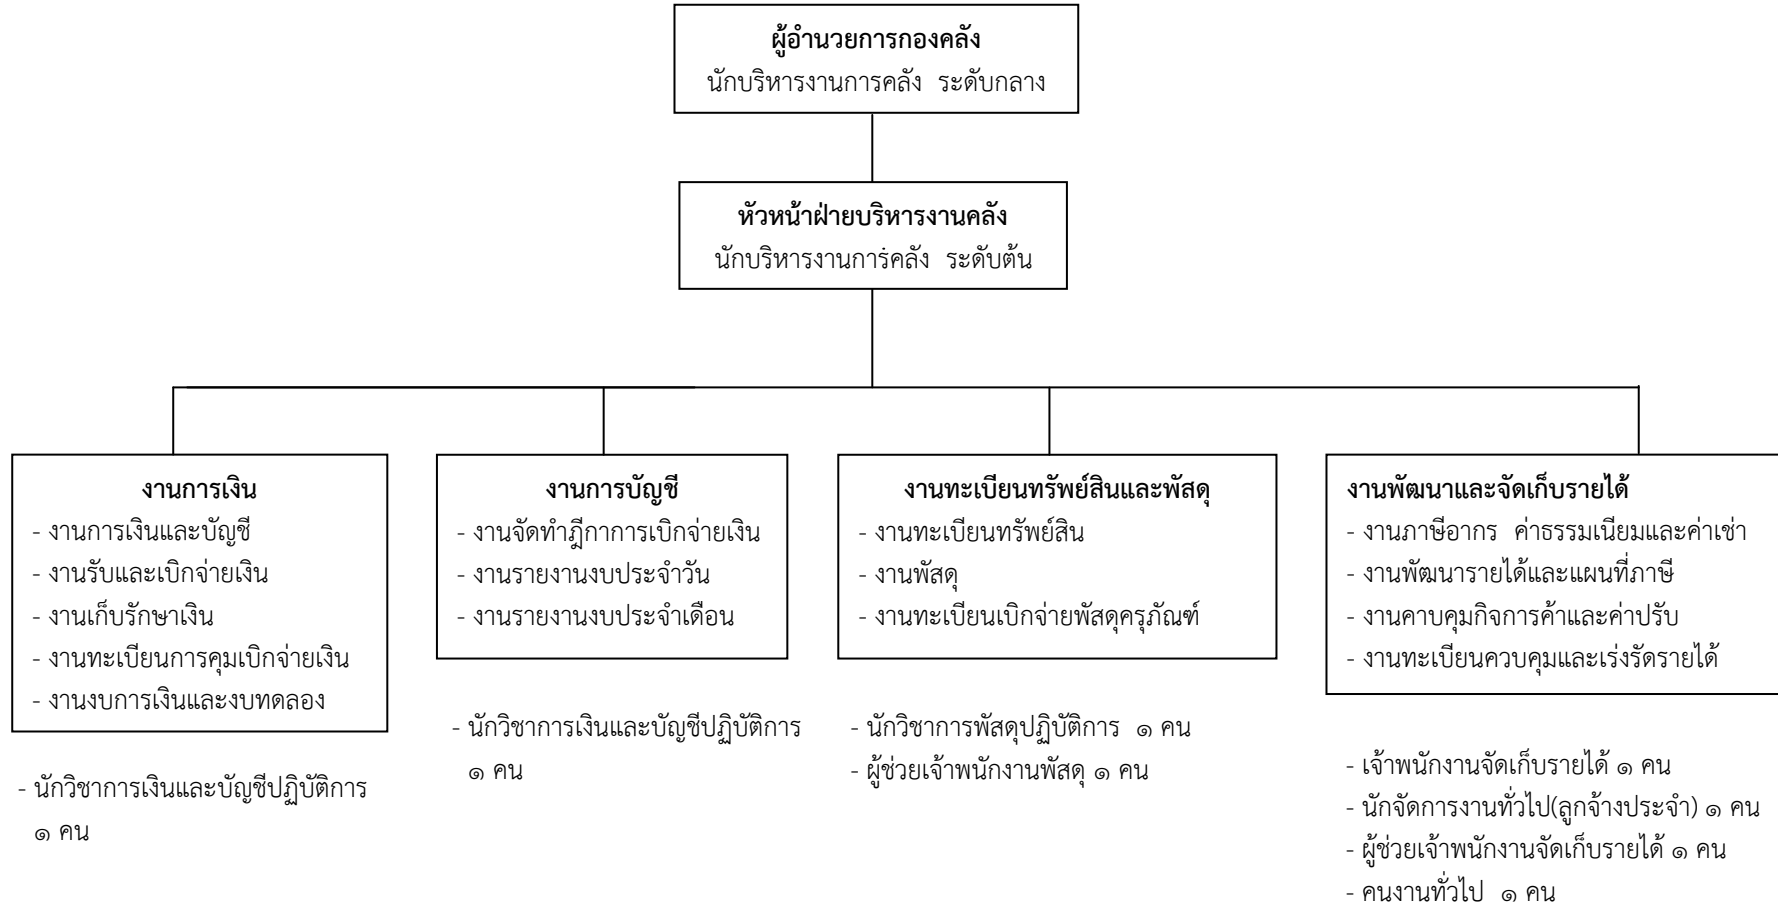 ผู้อำนวยการกองคลัง
นักบริหารงานการคลัง ระดับกลาง
หัวหน้าฝ่ายบริหารงานคลัง
นักบริหารงานการคลัง ระดับต้น
งานการเงิน
- งานการเงินและบัญชี
- งานรับและเบิกจ่ายเงิน
- งานเก็บรักษาเงิน
- งานทะเบียนการคุมเบิกจ่ายเงิน
- งานงบการเงินและงบทดลอง
- นักวิชาการเงินและบัญชีปฏิบัติการ
๑ คน
งานการบัญชี
- งานจัดทำฎีกาการเบิกจ่ายเงิน
- งานรายงานงบประจำวัน
- งานรายงานงบประจำเดือน
- นักวิชาการเงินและบัญชีปฏิบัติการ
๑ คน
งานทะเบียนทรัพย์สินและพัสดุ
- งานทะเบียนทรัพย์สิน
- งานพัสดุ
- งานทะเบียนเบิกจ่ายพัสดุครุภัณฑ์
- นักวิชาการพัสดุปฏิบัติการ ๑ คน
- ผู้ช่วยเจ้าพนักงานพัสดุ ๑ คน
งานพัฒนาและจัดเก็บรายได้
- งานภาษีอากร ค่าธรรมเนียมและค่าเช่า
- งานพัฒนารายได้และแผนที่ภาษี
- งานคาบคุมกิจการค้าและค่าปรับ
- งานทะเบียนควบคุมและเร่งรัดรายได้
- เจ้าพนักงานจัดเก็บรายได้ ๑ คน
- นักจัดการงานทั่วไป(ลูกจ้างประจำ) ๑ คน
- ผู้ช่วยเจ้าพนักงานจัดเก็บรายได้ ๑ คน
- คนงานทั่วไป ๑ คน